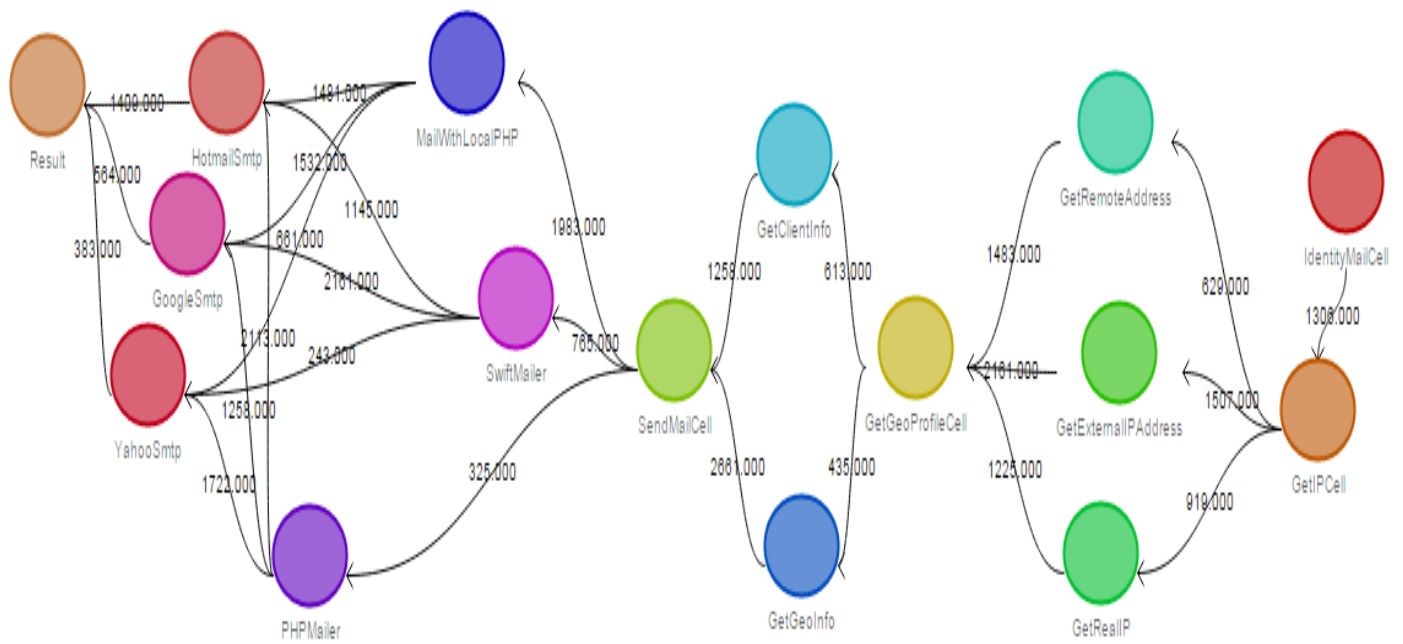 1409.000
1481.000
MailWithLocalPHP
Result
HotmailSmtp
1532.000
564.000
1145.000
GetClientInfo
GetRemoteAddress
1983.000
661.000
383.000
IdentityMailCell
1483.000
1258.000
613.000
2161.000
GoogleSmtp
629.000
1306.000
2113.000
765.000
243.000
SwiftMailer
2161.000
1507.000
1258.000
SendMailCell
GetGeoProfileCell
GetExternalIPAddress
YahooSmtp
325.000
2661.000
435.000
1225.000
1722.000
919.000
GetIPCell
PHPMailer
GetGeoInfo
GetRealIP